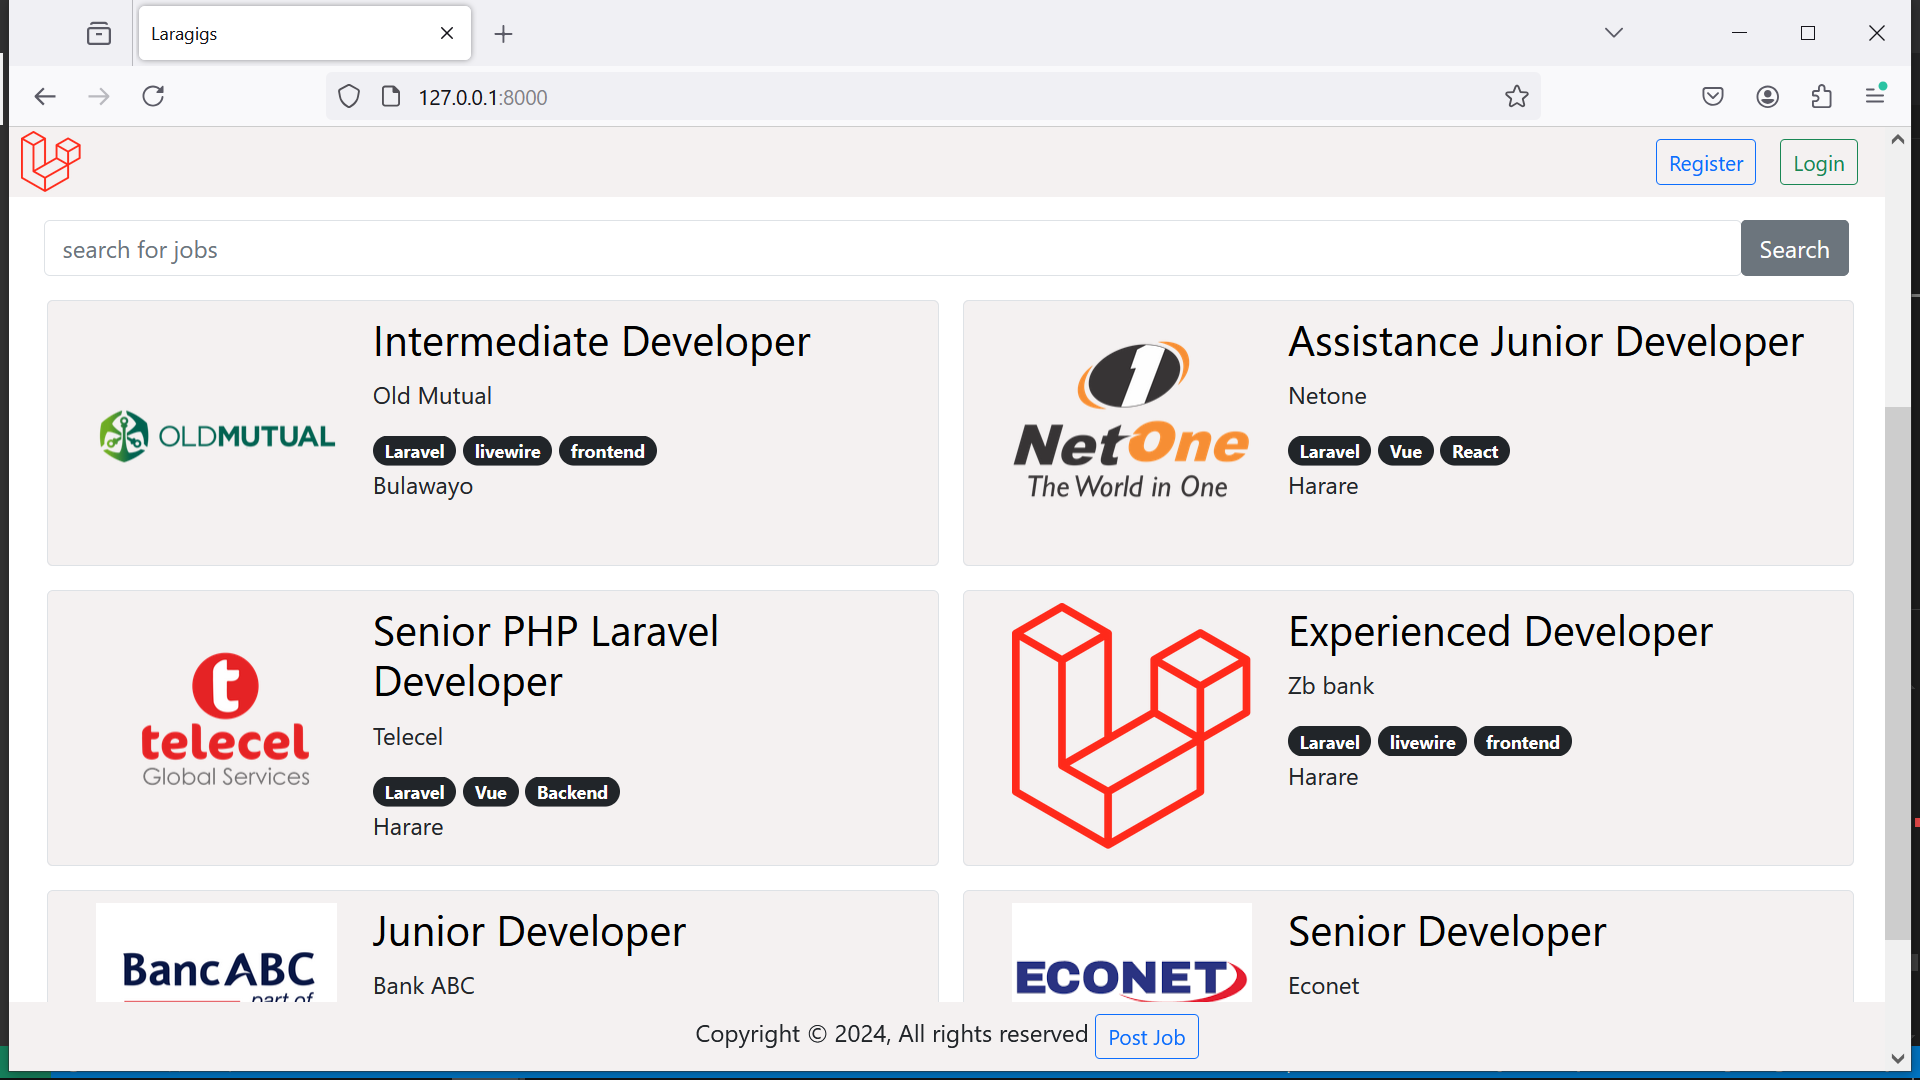 Laragigs
127.0.0.1:8000
Register Login
search for jobs
Search
Intermediate Developer
Old Mutual
OLDMUTUAL
Laravel livewire frontend
Bulawayo
Assistance Junior Developer
Netone
NetOne
The World in One
Laravel Vue React
Harare
Senior PHP Laravel
Developer
t
telecel
Global Services
Telecel
Laravel Vue Backend
Harare
Experienced Developer
Zb bank
Laravel livewire frontend
Harare
Junior Developer
BancABC
part of
Bank ABC
Senior Developer
ECONET
Econet
Copyright © 2024, All rights reserved Post Job